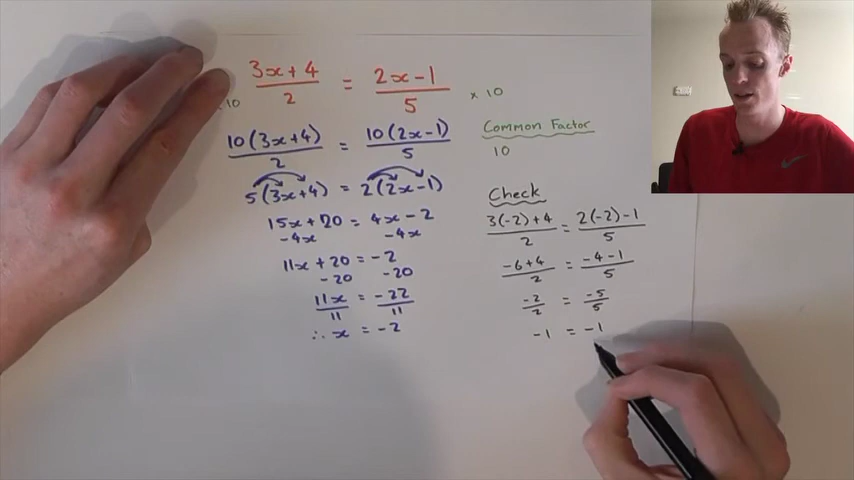 3x+4/2 = 2x-1/5
x 10 x 10
10(3x+4)/2 = 10(2x-1)/5
5(3x+4) = 2(2x-1)
15x+20 = 4x-2
-4x -4x
11x+20 = -2
-20 -20
11x/11 = -22/11
∴ x = -2
Common Factor
10
Check
3(-2)+4/2 = 2(-2)-1/5
-6+4/2 = -4-1/5
-2/2 = -5/5
-1 = -1